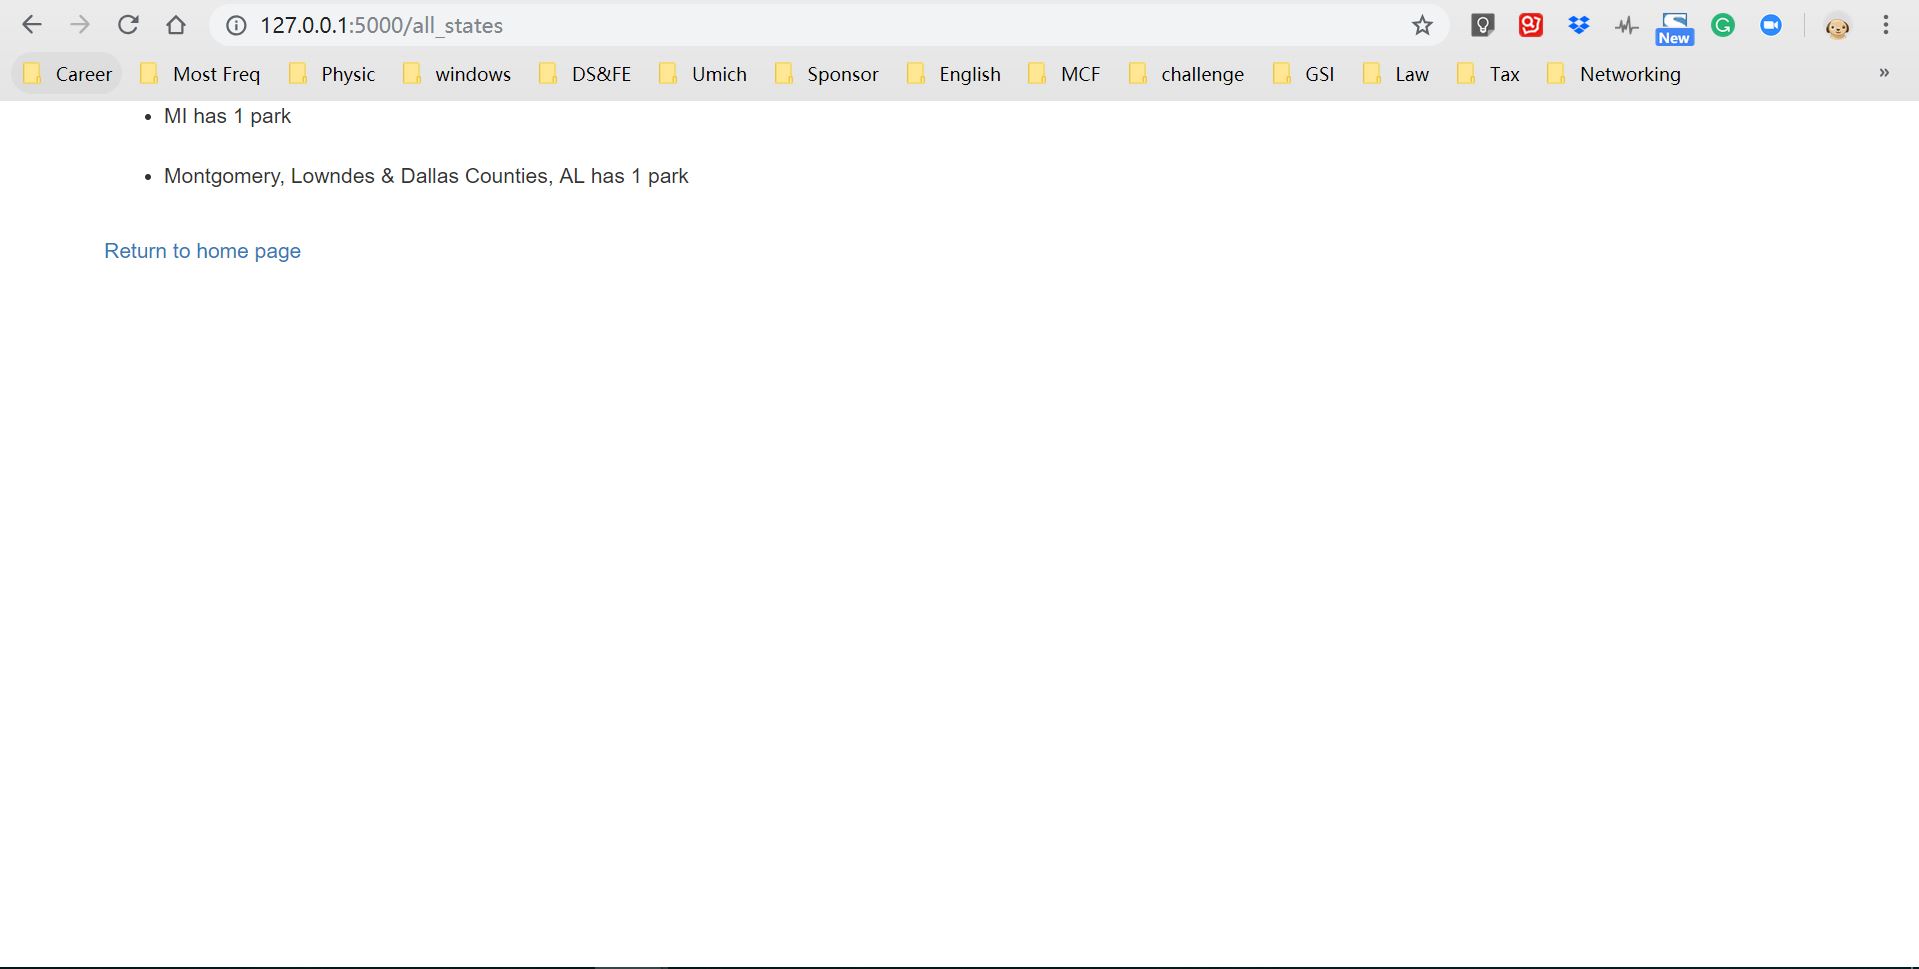 127.0.0.1:5000/all_states
New
Career Most Freq Physic windows DS&FE Umich Sponsor English MCF challenge GSI Law Tax Networking »
• MI has 1 park
• Montgomery, Lowndes & Dallas Counties, AL has 1 park
Return to home page